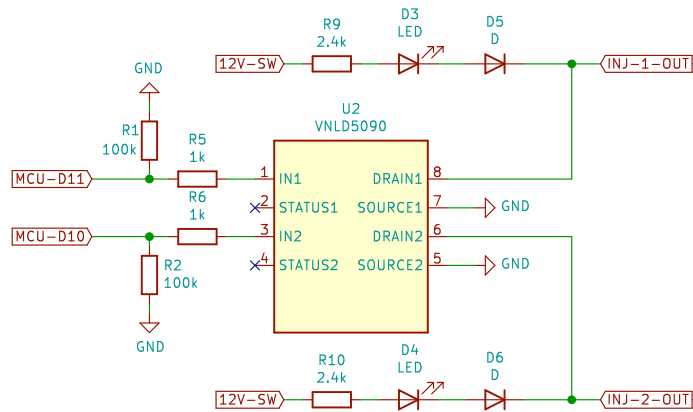 D3
LED
D5
D
R9
2.4k
12V-SW
INJ-1-OUT
GND
U2
VNLD5090
R1
100k
R5
1k
MCU-D11
1
IN1
DRAIN1
8
R6
1k
2
STATUS1
SOURCE1
7
GND
MCU-D10
3
IN2
DRAIN2
6
R2
100k
4
STATUS2
SOURCE2
5
GND
GND
D4
LED
D6
D
R10
2.4k
12V-SW
INJ-2-OUT